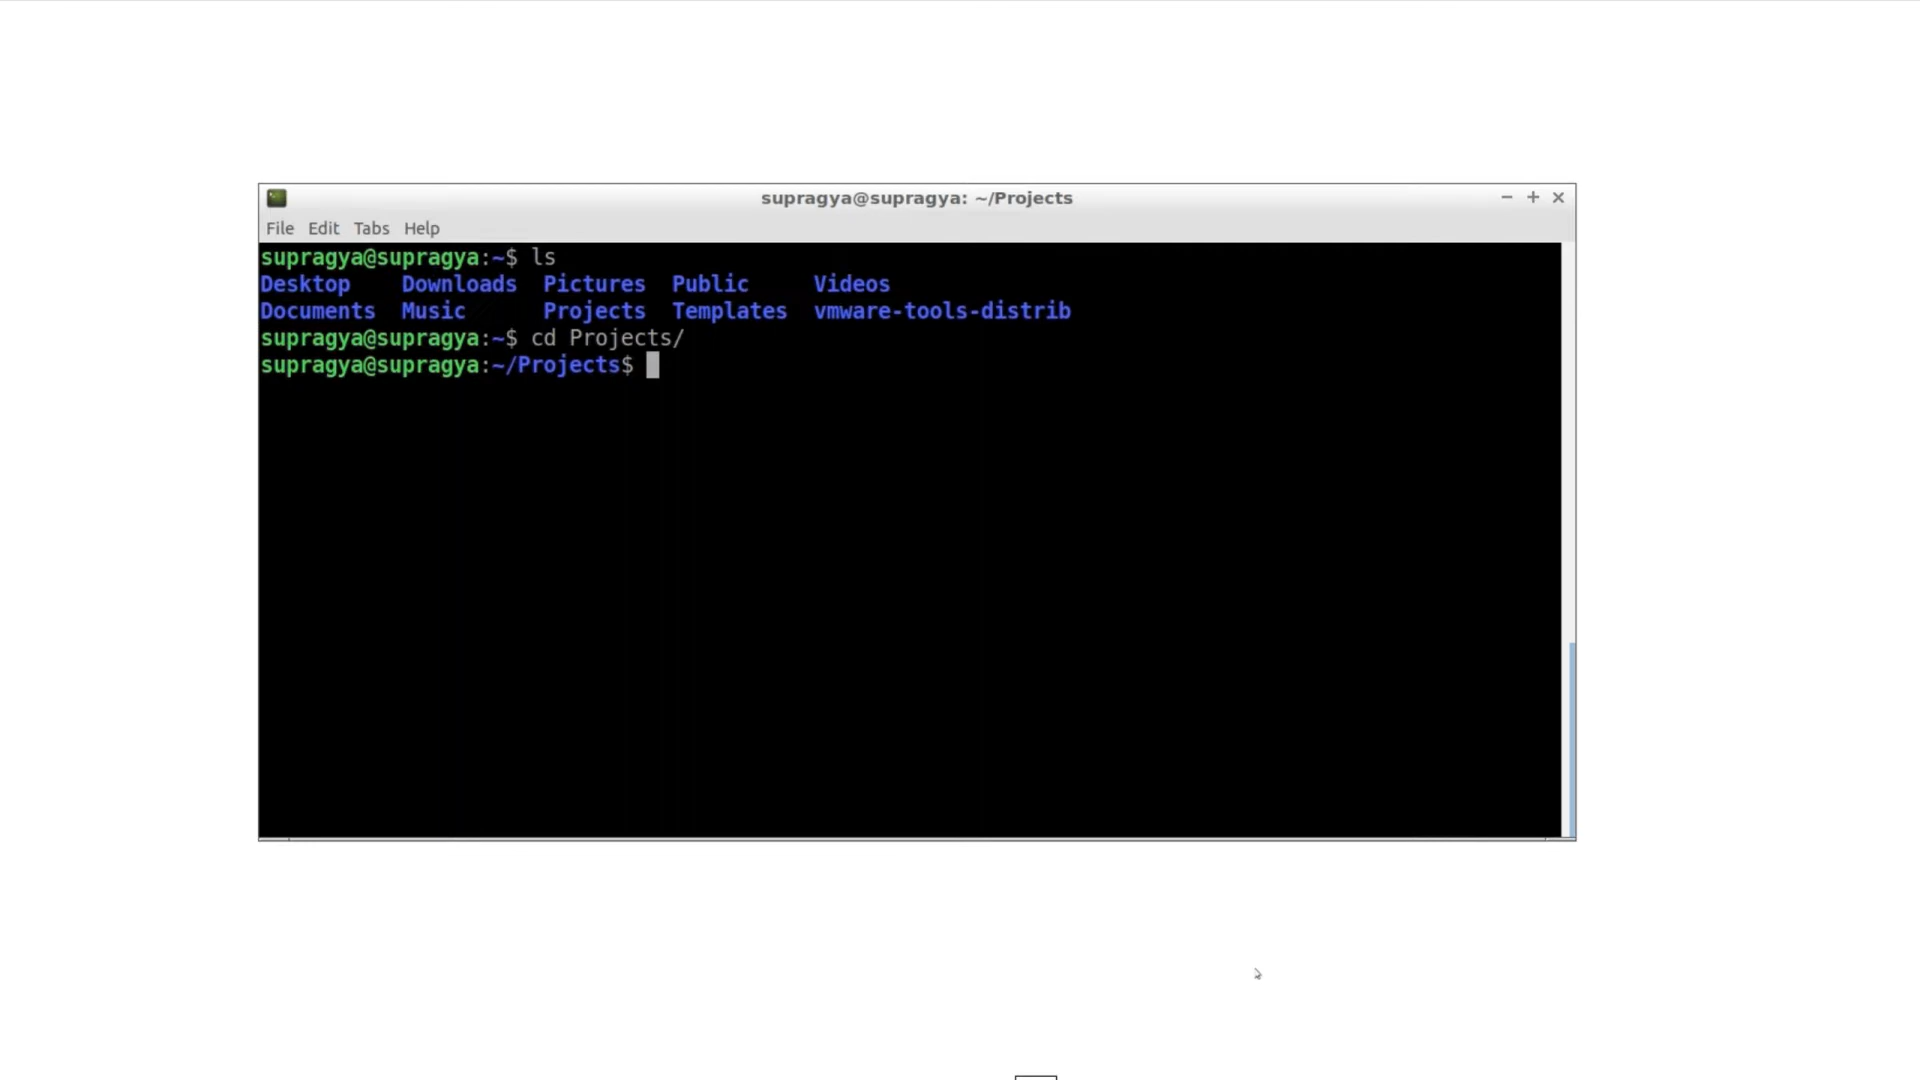 supragya@supragya: ~/Projects
File Edit Tabs Help
supragya@supragya:~$ ls
Desktop    Downloads  Pictures  Public     Videos
Documents  Music      Projects  Templates  vmware-tools-distrib
supragya@supragya:~$ cd Projects/
supragya@supragya:~/Projects$